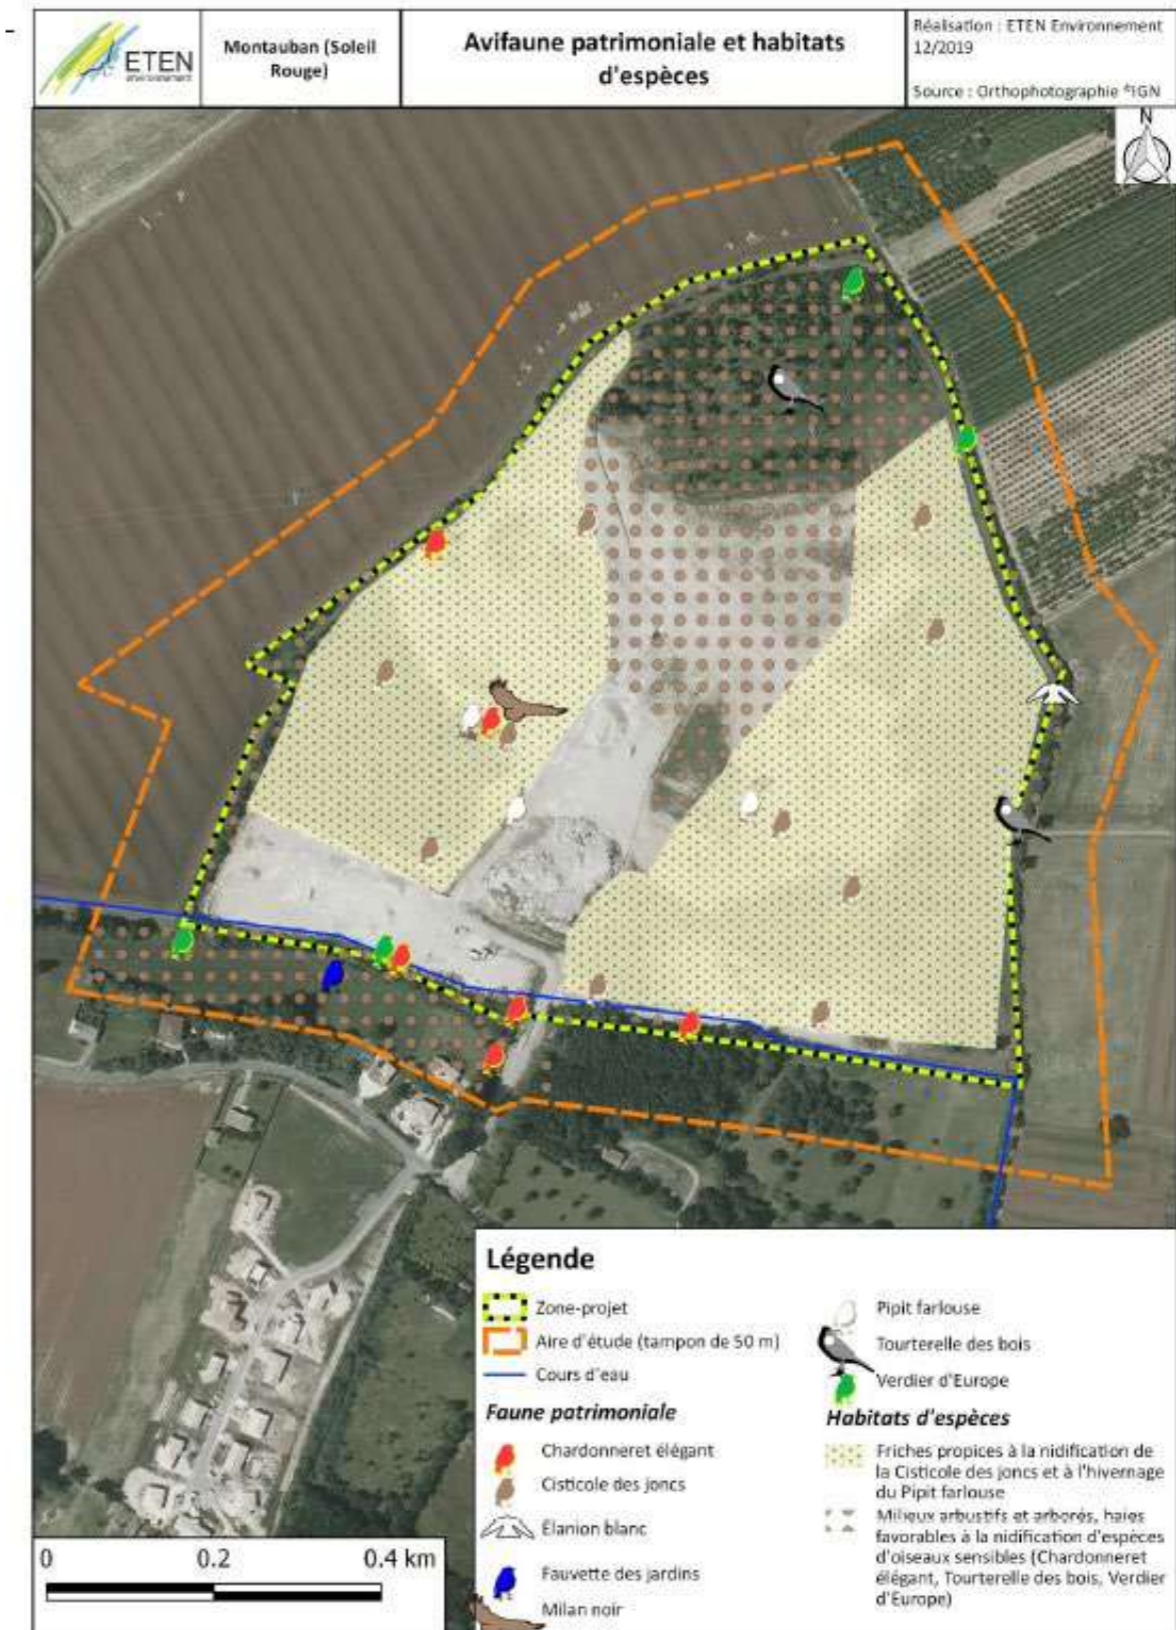 ETEN
environnement
Montauban (Soleil
Rouge)
Avifaune patrimoniale et habitats
d'espèces
Réalisation : ETEN Environnement
12/2019
Source : Orthophotographie ©IGN
N
Légende
Zone-projet
Aire d'étude (tampon de 50 m)
Cours d'eau
Faune patrimoniale
Chardonneret élégant
Cisticole des joncs
Elanion blanc
Fauvette des jardins
Milan noir
Pipit farlouse
Tourterelle des bois
Verdier d'Europe
Habitats d'espèces
Friches propices à la nidification de
la Cisticole des joncs et à l'hivernage
du Pipit farlouse
Milieux arbustifs et arborés, haies
favorables à la nidification d'espèces
d'oiseaux sensibles (Chardonneret
élégant, Tourterelle des bois, Verdier
d'Europe)
0 0.2 0.4 km